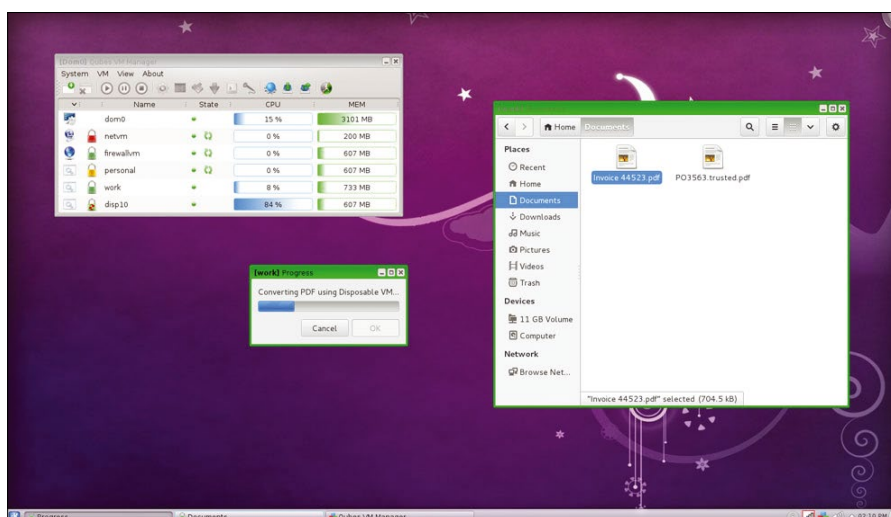 [Dom0] Qubes VM Manager
System VM View About
Name State CPU MEM
dom0 15 % 3101 MB
netvm 0 % 200 MB
firewallvm 0 % 607 MB
personal 0 % 607 MB
work 8 % 733 MB
disp10 84 % 607 MB
[work] Progress
Converting PDF using Disposable VM...
Cancel OK
Home Documents
Places
Recent
Home
Documents
Downloads
Music
Pictures
Videos
Trash
Devices
11 GB Volume
Computer
Network
Browse Net...
Invoice 44523.pdf PO3563.trusted.pdf
"Invoice 44523.pdf" selected (704.5 kB)
Progress Documents Qubes VM Manager